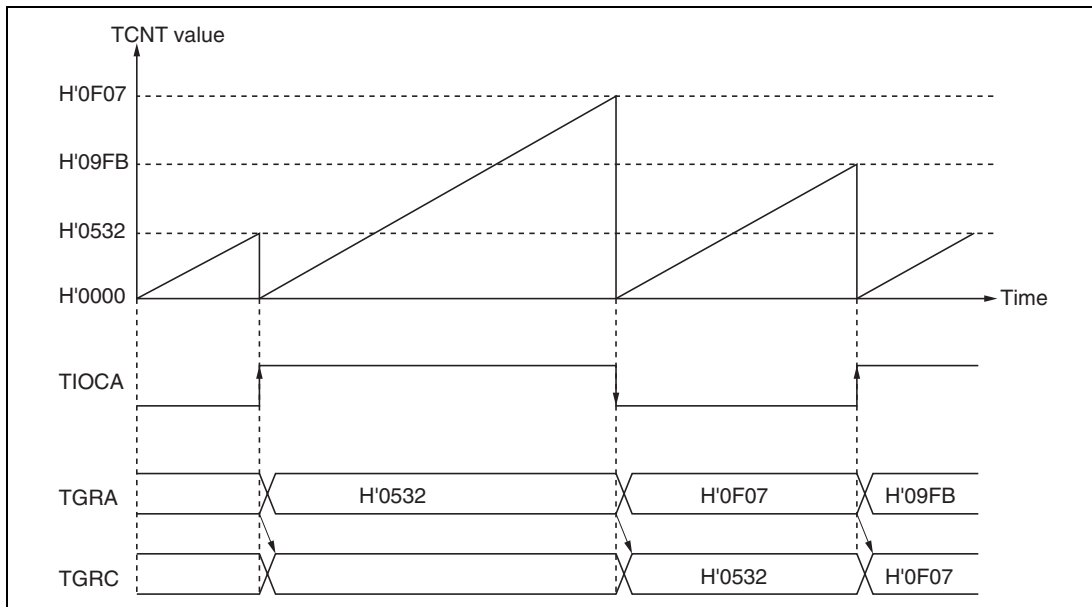 TCNT value
H'0F07
H'09FB
H'0532
H'0000
Time
TIOCA
TGRA
H'0532
H'0F07
H'09FB
TGRC
H'0532
H'0F07